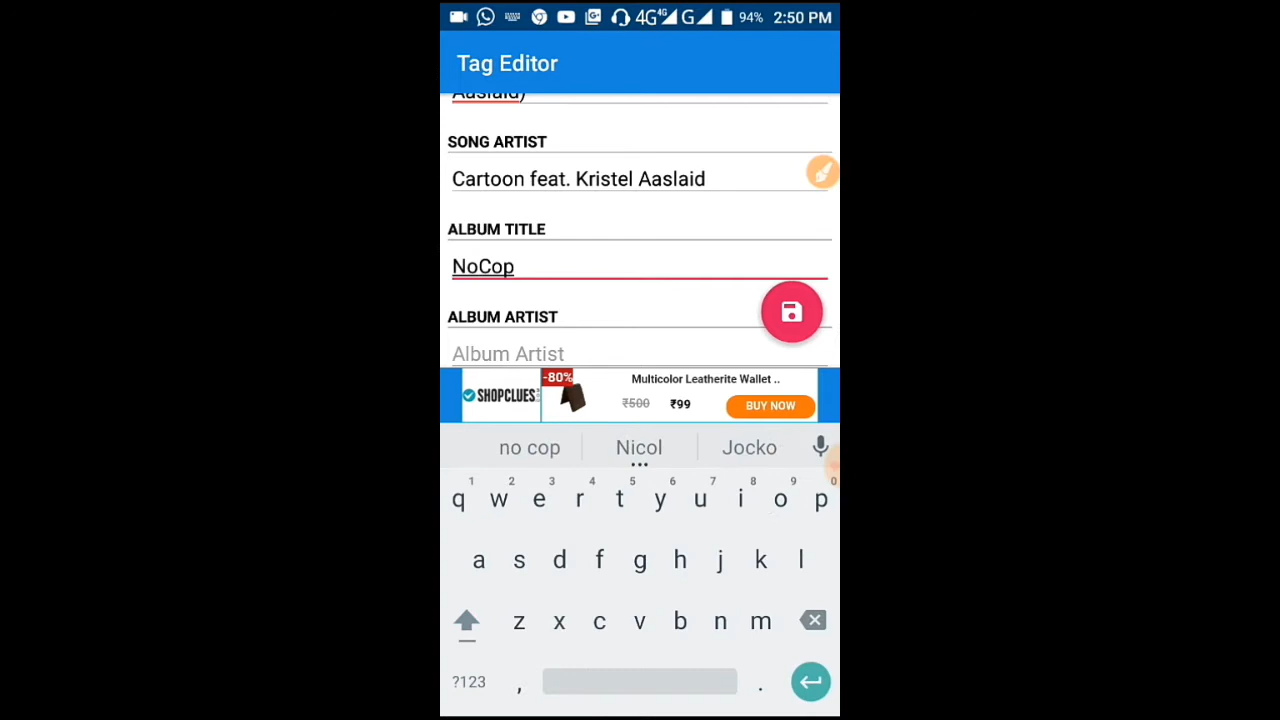 4G 4G G 94% 2:50 PM
Tag Editor
Aaslaid)
SONG ARTIST
Cartoon feat. Kristel Aaslaid
ALBUM TITLE
NoCop
ALBUM ARTIST
Album Artist
SHOPCLUES -80% Multicolor Leatherite Wallet ..
₹500 ₹99 BUY NOW
no cop Nicol Jocko
1 2 3 4 5 6 7 8 9 0
q w e r t y u i o p
a s d f g h j k l
z x c v b n m
?123 , .